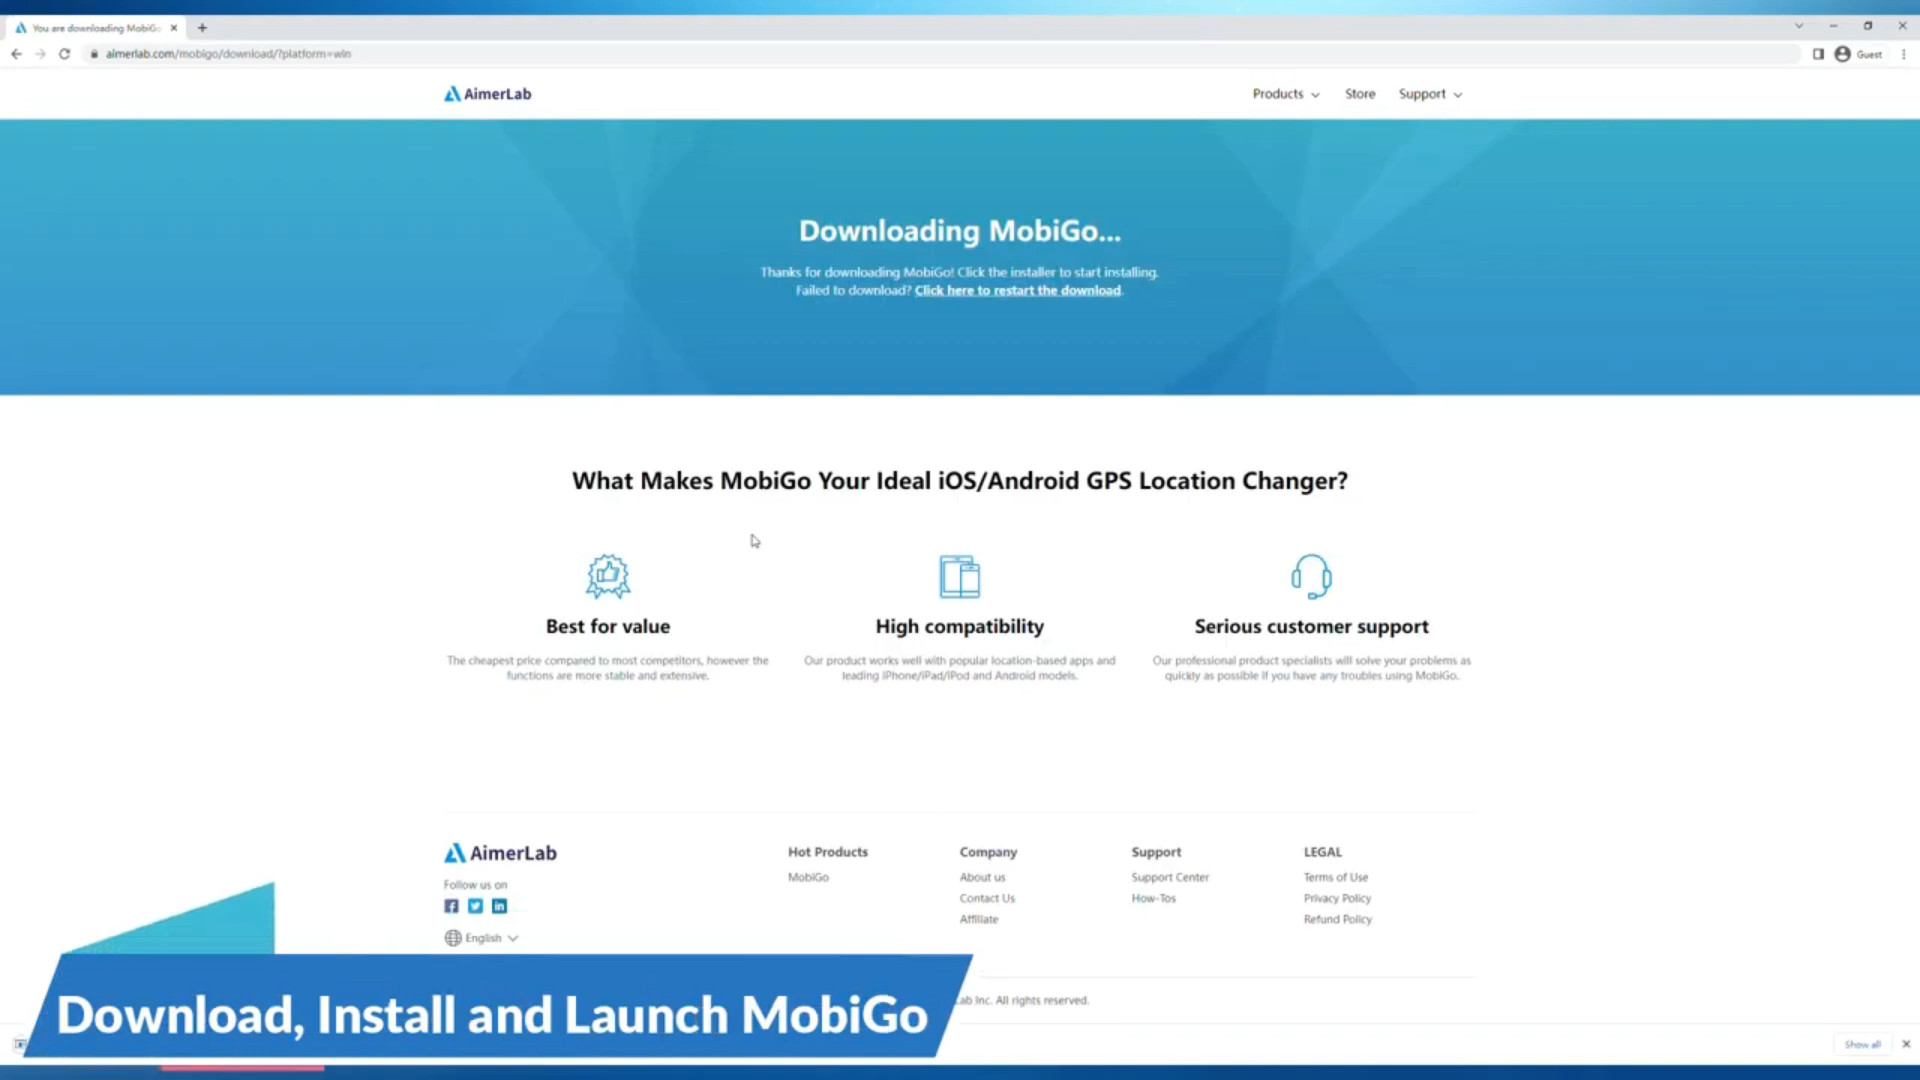 You are downloading MobiGo
aimerlab.com/mobigo/download/?platform=win
Guest
AimerLab
Products
Store
Support
Downloading MobiGo...
Thanks for downloading MobiGo! Click the installer to start installing.
Failed to download? Click here to restart the download.
What Makes MobiGo Your Ideal iOS/Android GPS Location Changer?
Best for value
The cheapest price compared to most competitors, however the
functions are more stable and extensive.
High compatibility
Our product works well with popular location-based apps and
leading iPhone/iPad/iPod and Android models.
Serious customer support
Our professional product specialists will solve your problems as
quickly as possible if you have any troubles using MobiGo.
AimerLab
Follow us on
English
Hot Products
MobiGo
Company
About us
Contact Us
Affiliate
Support
Support Center
How-Tos
LEGAL
Terms of Use
Privacy Policy
Refund Policy
ab Inc. All rights reserved.
Download, Install and Launch MobiGo
Show all